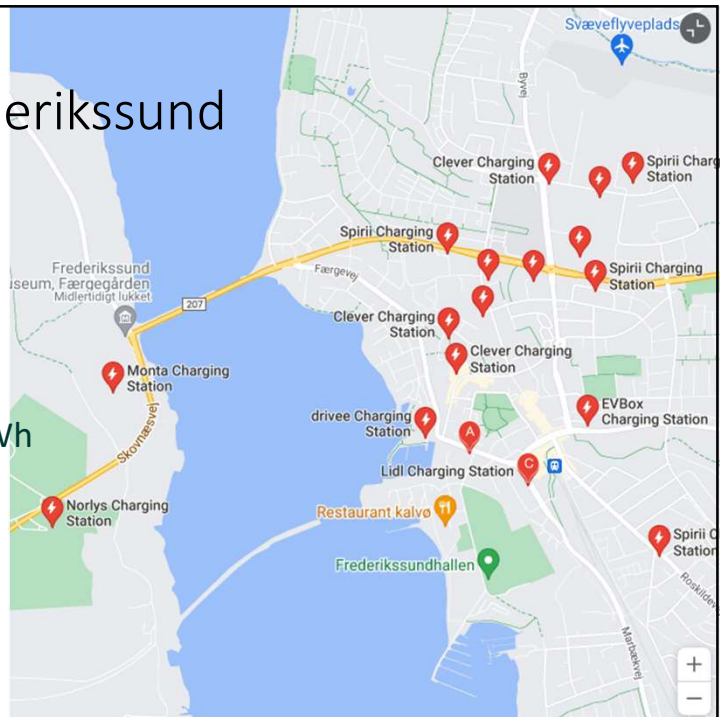 erikssund
Wh
Svæveflyveplads
Byvej
Clever Charging
Station
Spirii Charg
Station
Spirii Charging
Station
Færgevej
Spirii Charging
Station
Frederikssund
useum, Færgegården
Midlertidigt lukket
207
Clever Charging
Station
Clever Charging
Station
Monta Charging
Station
Skovnæsvej
drivee Charging
Station
A
EVBox
Charging Station
Lidl Charging Station
C
Norlys Charging
Station
Restaurant kalvø
Spirii C
Station
Frederikssundhallen
Roskildev
Marbækvej
+
−